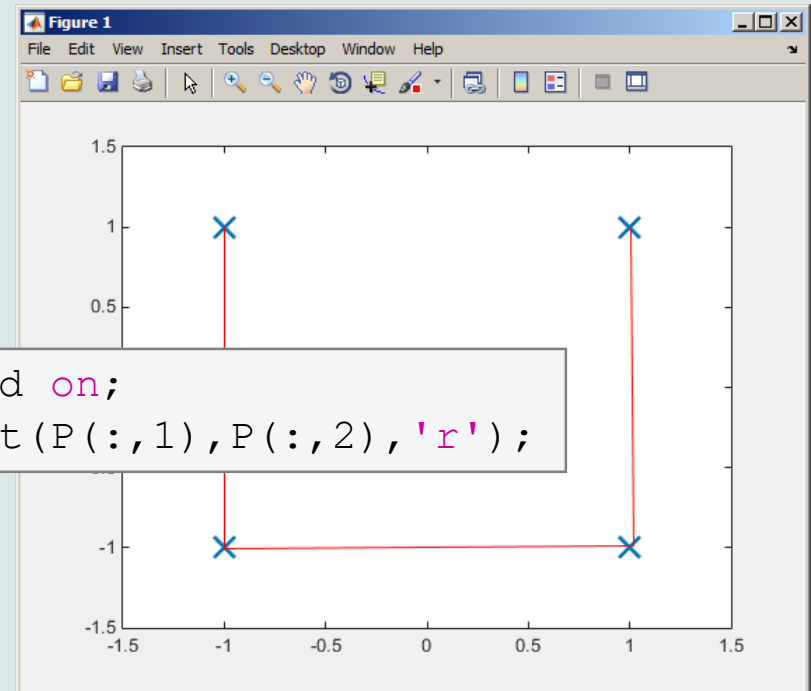 Figure 1
File Edit View Insert Tools Desktop Window Help
1.5
1
0.5
d on;
t(P(:,1),P(:,2),'r');
-1
-1.5
-1.5 -1 -0.5 0 0.5 1 1.5